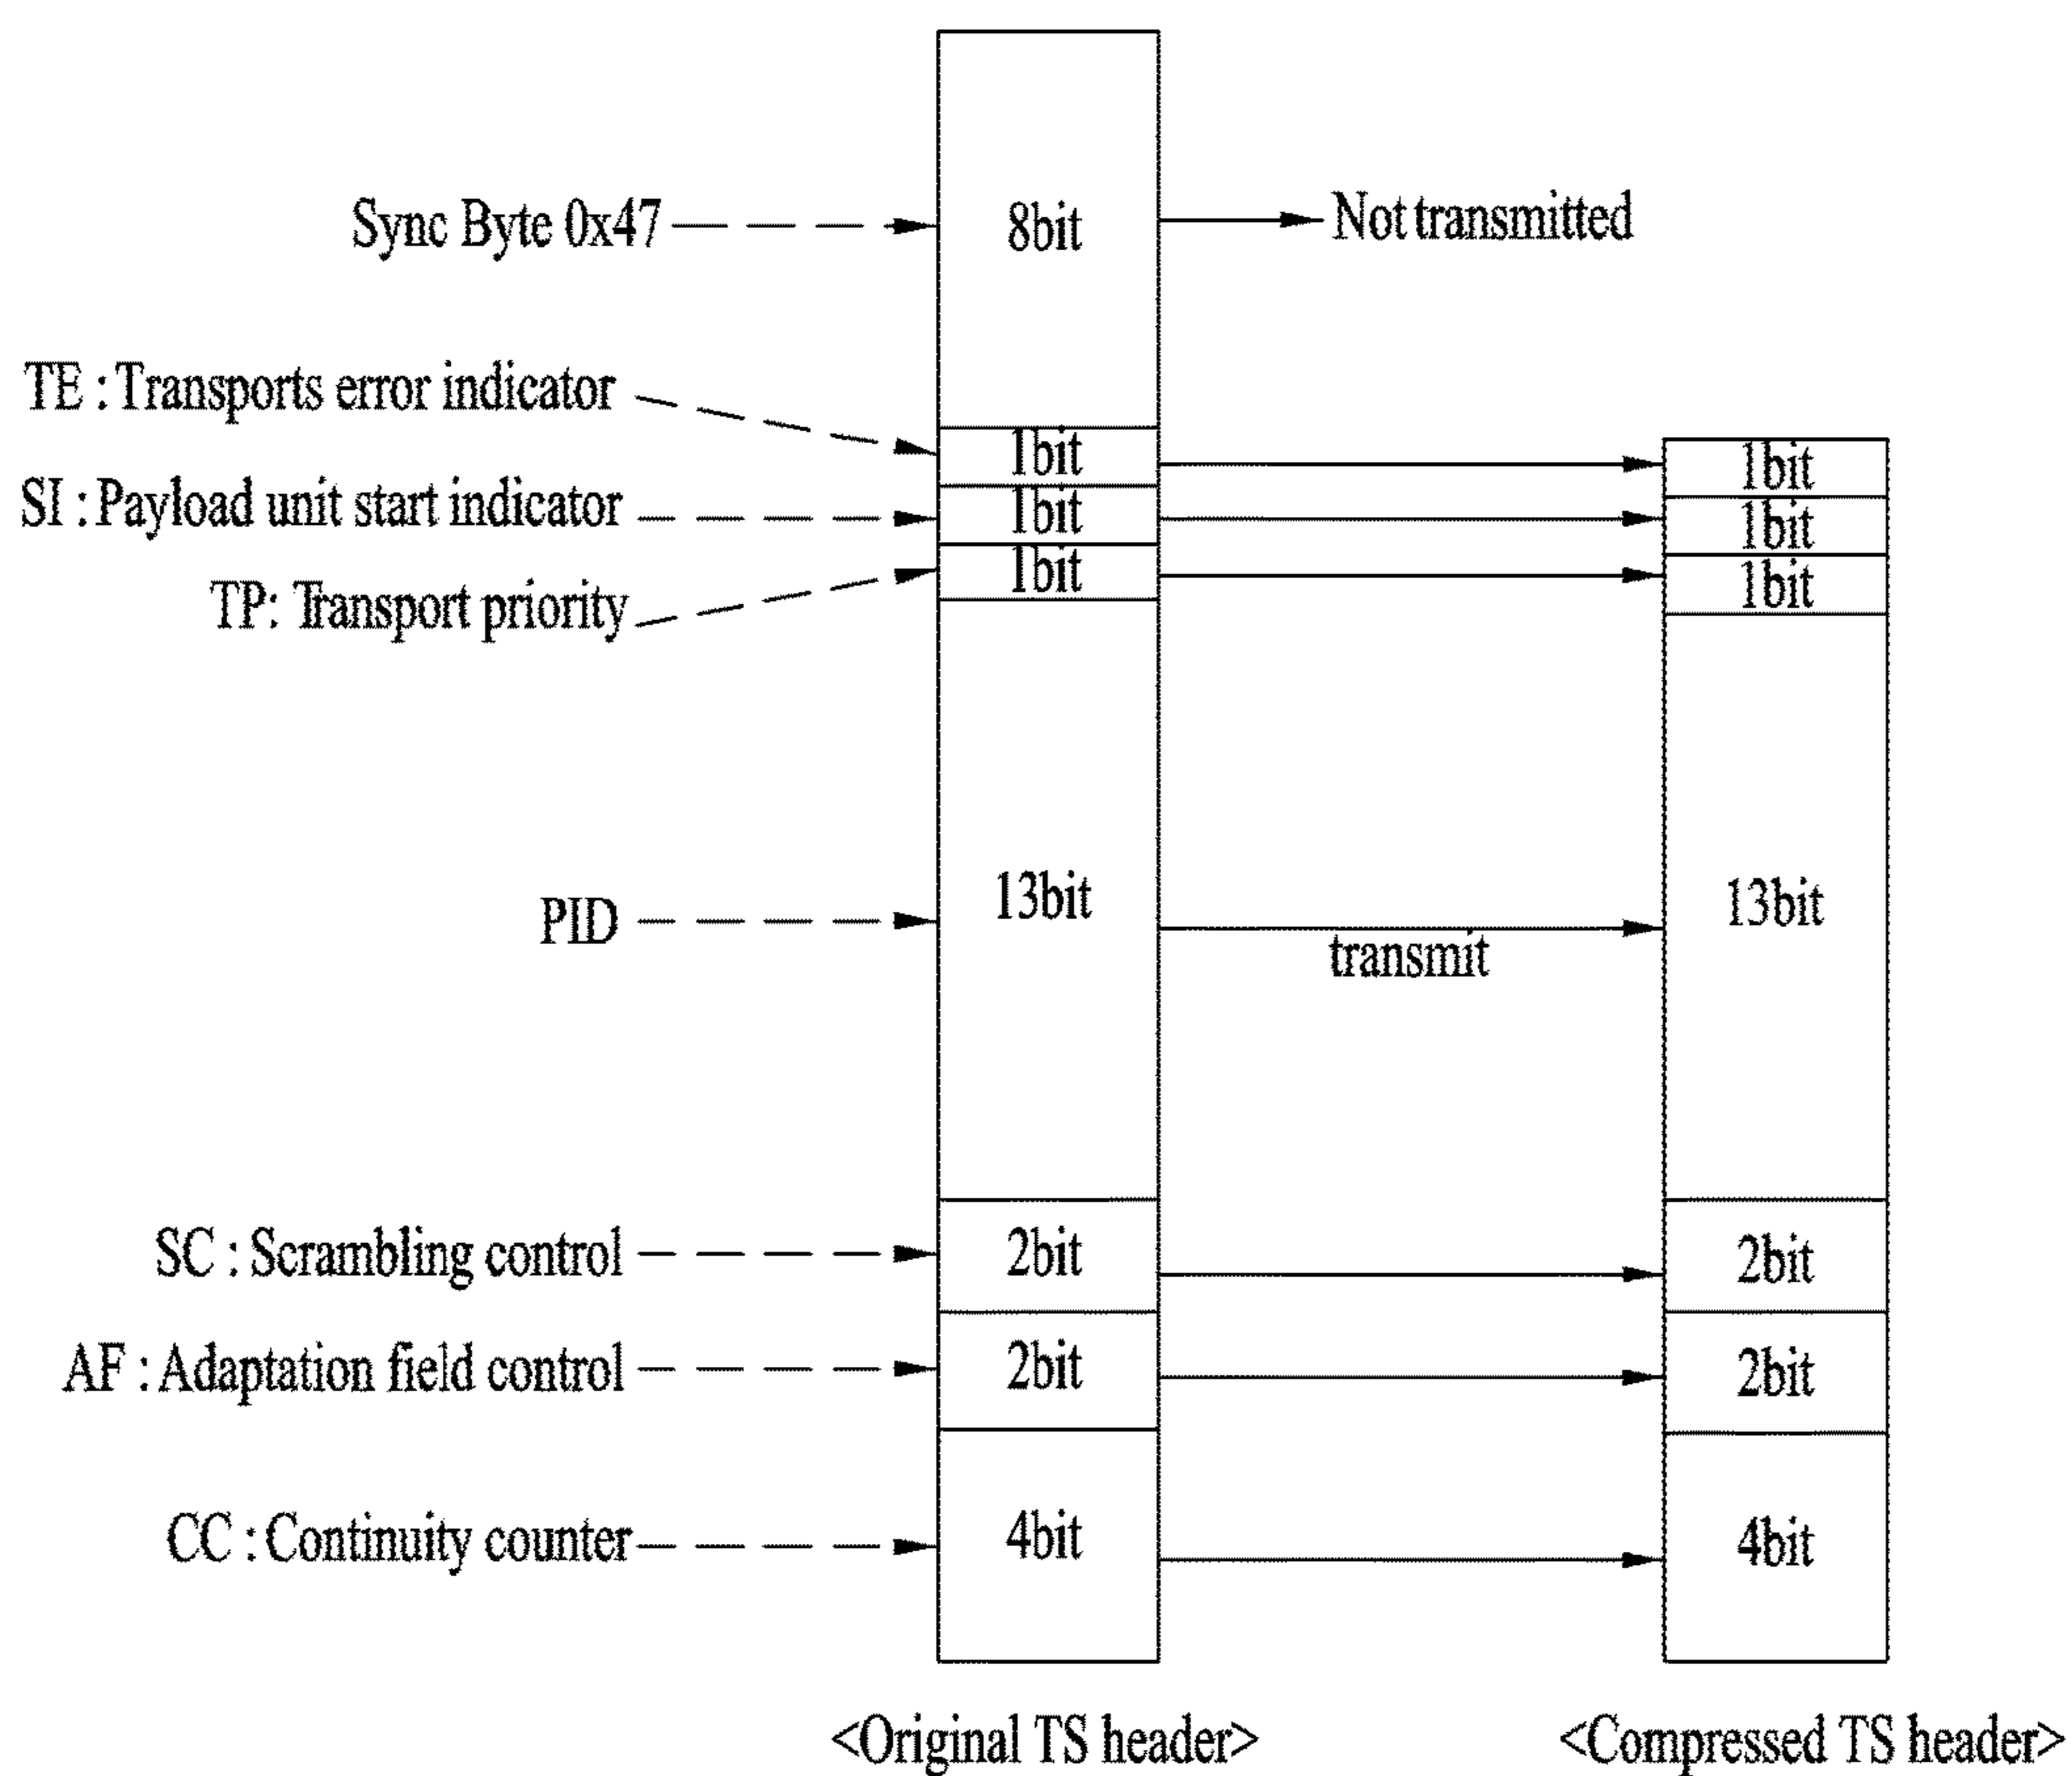 Sync Byte 0x47
8bit
Not transmitted
TE : Transports error indicator
1bit
1bit
SI : Payload unit start indicator
1bit
1bit
TP: Transport priority
1bit
1bit
PID
13bit
transmit
13bit
SC : Scrambling control
2bit
2bit
AF : Adaptation field control
2bit
2bit
CC : Continuity counter
4bit
4bit
<Original TS header>
<Compressed TS header>